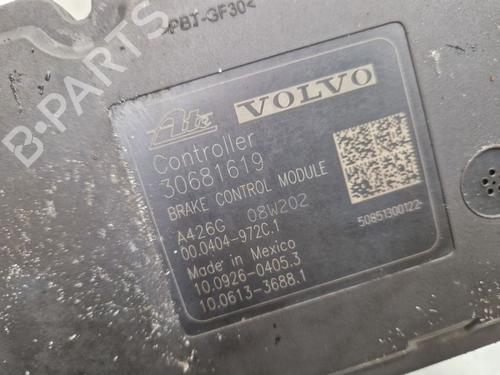 >PBT-GF30<
Ate VOLVO
Controller
30681619
BRAKE CONTROL MODULE
A426G 08W202
00.0404-972C.1
Made in Mexico
10.0926-0405.3
10.0613-3688.1
50851300122
B-PARTS